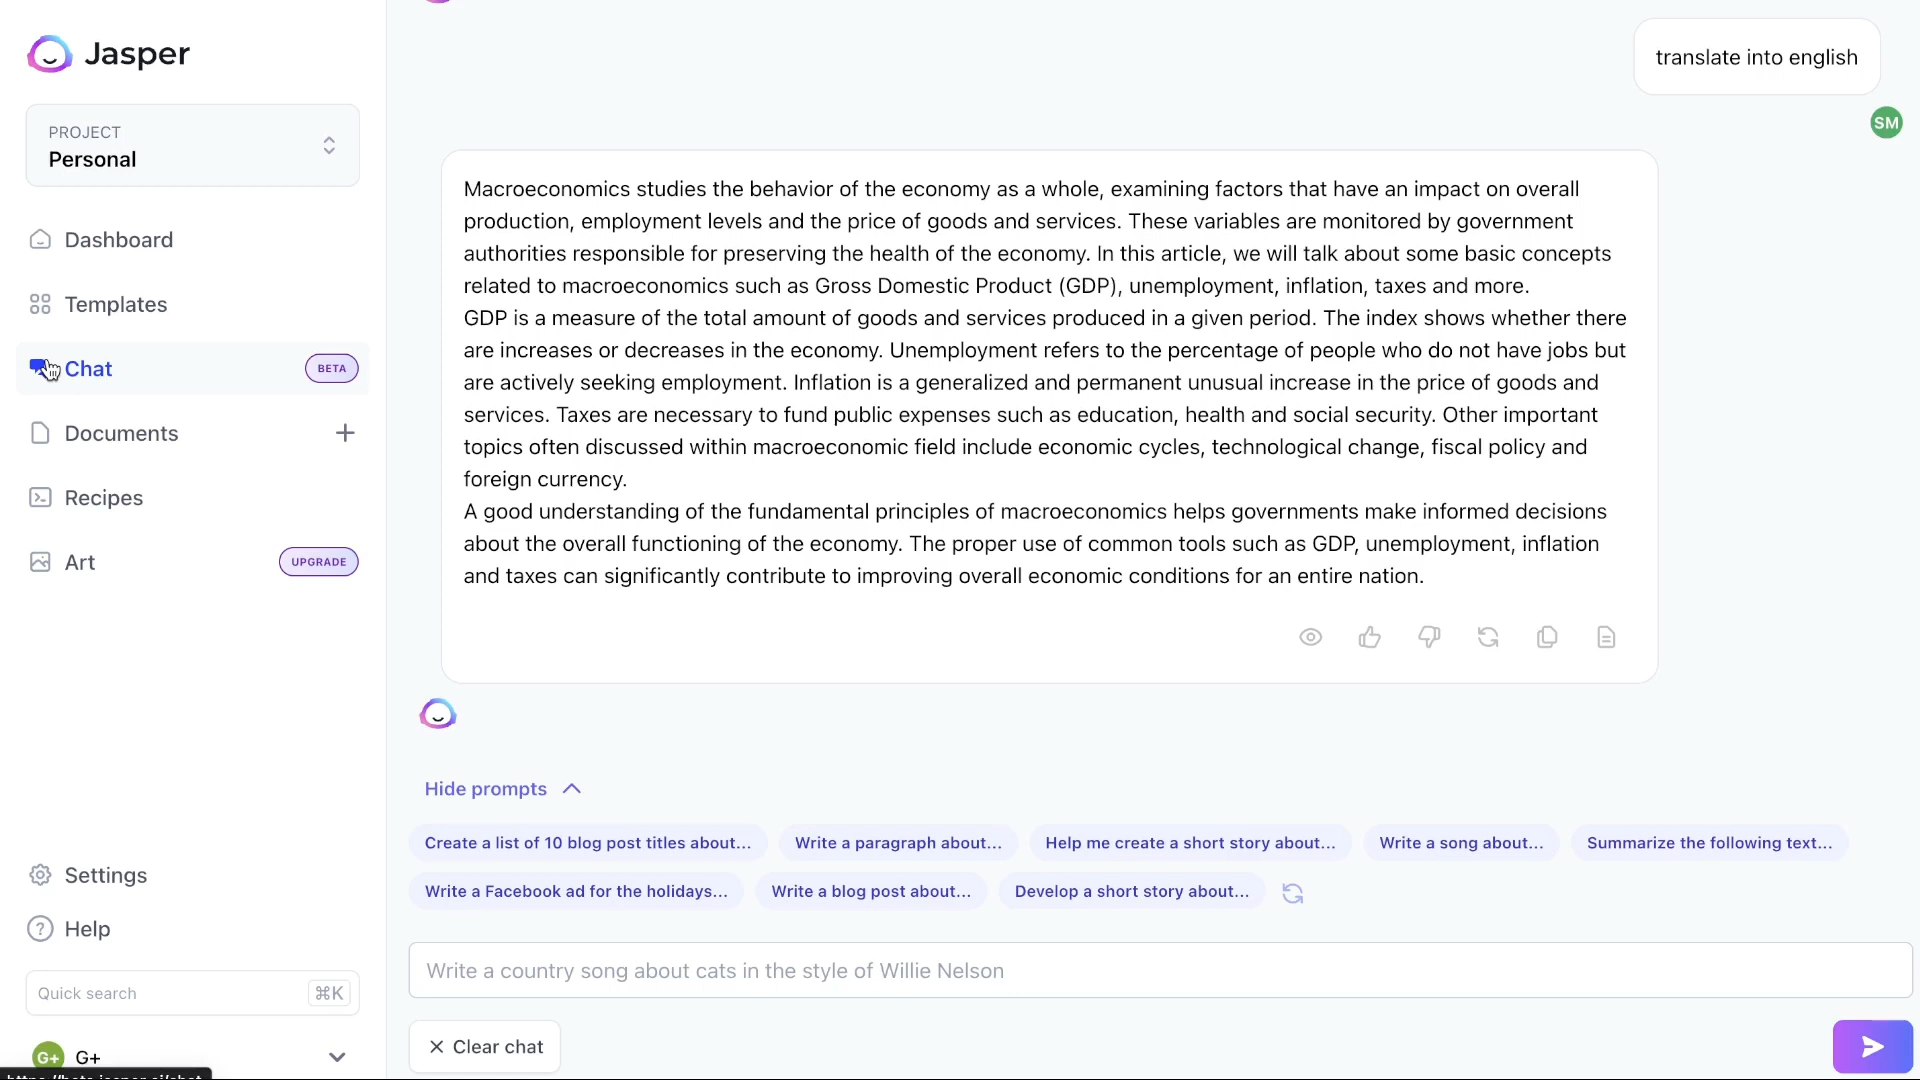 Jasper
PROJECT
Personal
Dashboard
Templates
Chat
BETA
Documents
Recipes
Art
UPGRADE
Settings
Help
Quick search
⌘K
G+
G+
translate into english
SM
Macroeconomics studies the behavior of the economy as a whole, examining factors that have an impact on overall
production, employment levels and the price of goods and services. These variables are monitored by government
authorities responsible for preserving the health of the economy. In this article, we will talk about some basic concepts
related to macroeconomics such as Gross Domestic Product (GDP), unemployment, inflation, taxes and more.
GDP is a measure of the total amount of goods and services produced in a given period. The index shows whether there
are increases or decreases in the economy. Unemployment refers to the percentage of people who do not have jobs but
are actively seeking employment. Inflation is a generalized and permanent unusual increase in the price of goods and
services. Taxes are necessary to fund public expenses such as education, health and social security. Other important
topics often discussed within macroeconomic field include economic cycles, technological change, fiscal policy and
foreign currency.
A good understanding of the fundamental principles of macroeconomics helps governments make informed decisions
about the overall functioning of the economy. The proper use of common tools such as GDP, unemployment, inflation
and taxes can significantly contribute to improving overall economic conditions for an entire nation.
Hide prompts
Create a list of 10 blog post titles about...
Write a paragraph about...
Help me create a short story about...
Write a song about...
Summarize the following text...
Write a Facebook ad for the holidays...
Write a blog post about...
Develop a short story about...
Write a country song about cats in the style of Willie Nelson
Clear chat